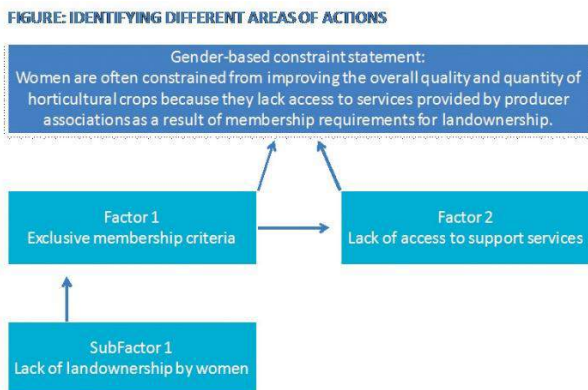 FIGURE: IDENTIFYING DIFFERENT AREAS OF ACTIONS
Gender-based constraint statement:
Women are often constrained from improving the overall quality and quantity of
horticultural crops because they lack access to services provided by producer
associations as a result of membership requirements for landownership.
Factor 1
Exclusive membership criteria
Factor 2
Lack of access to support services
SubFactor 1
Lack of landownership by women